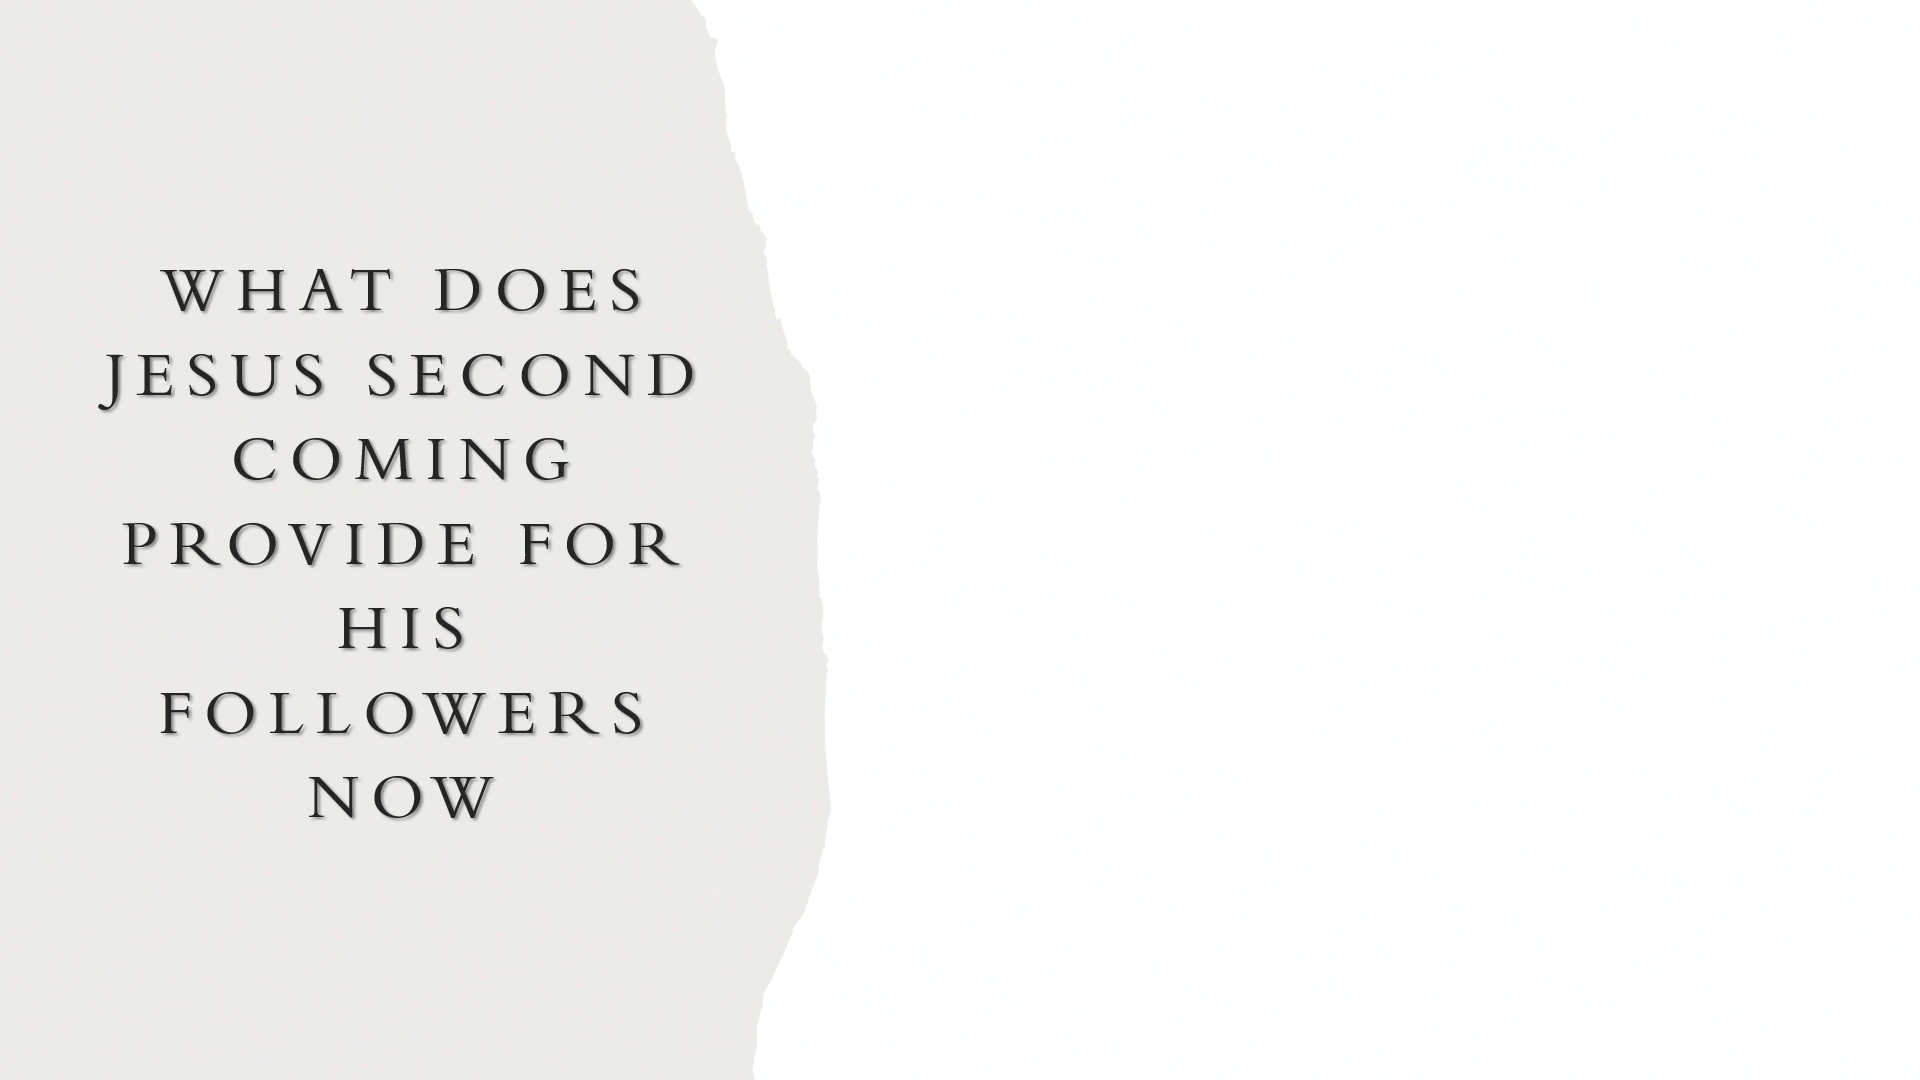 WHAT DOES
JESUS SECOND
COMING
PROVIDE FOR
HIS
FOLLOWERS
NOW